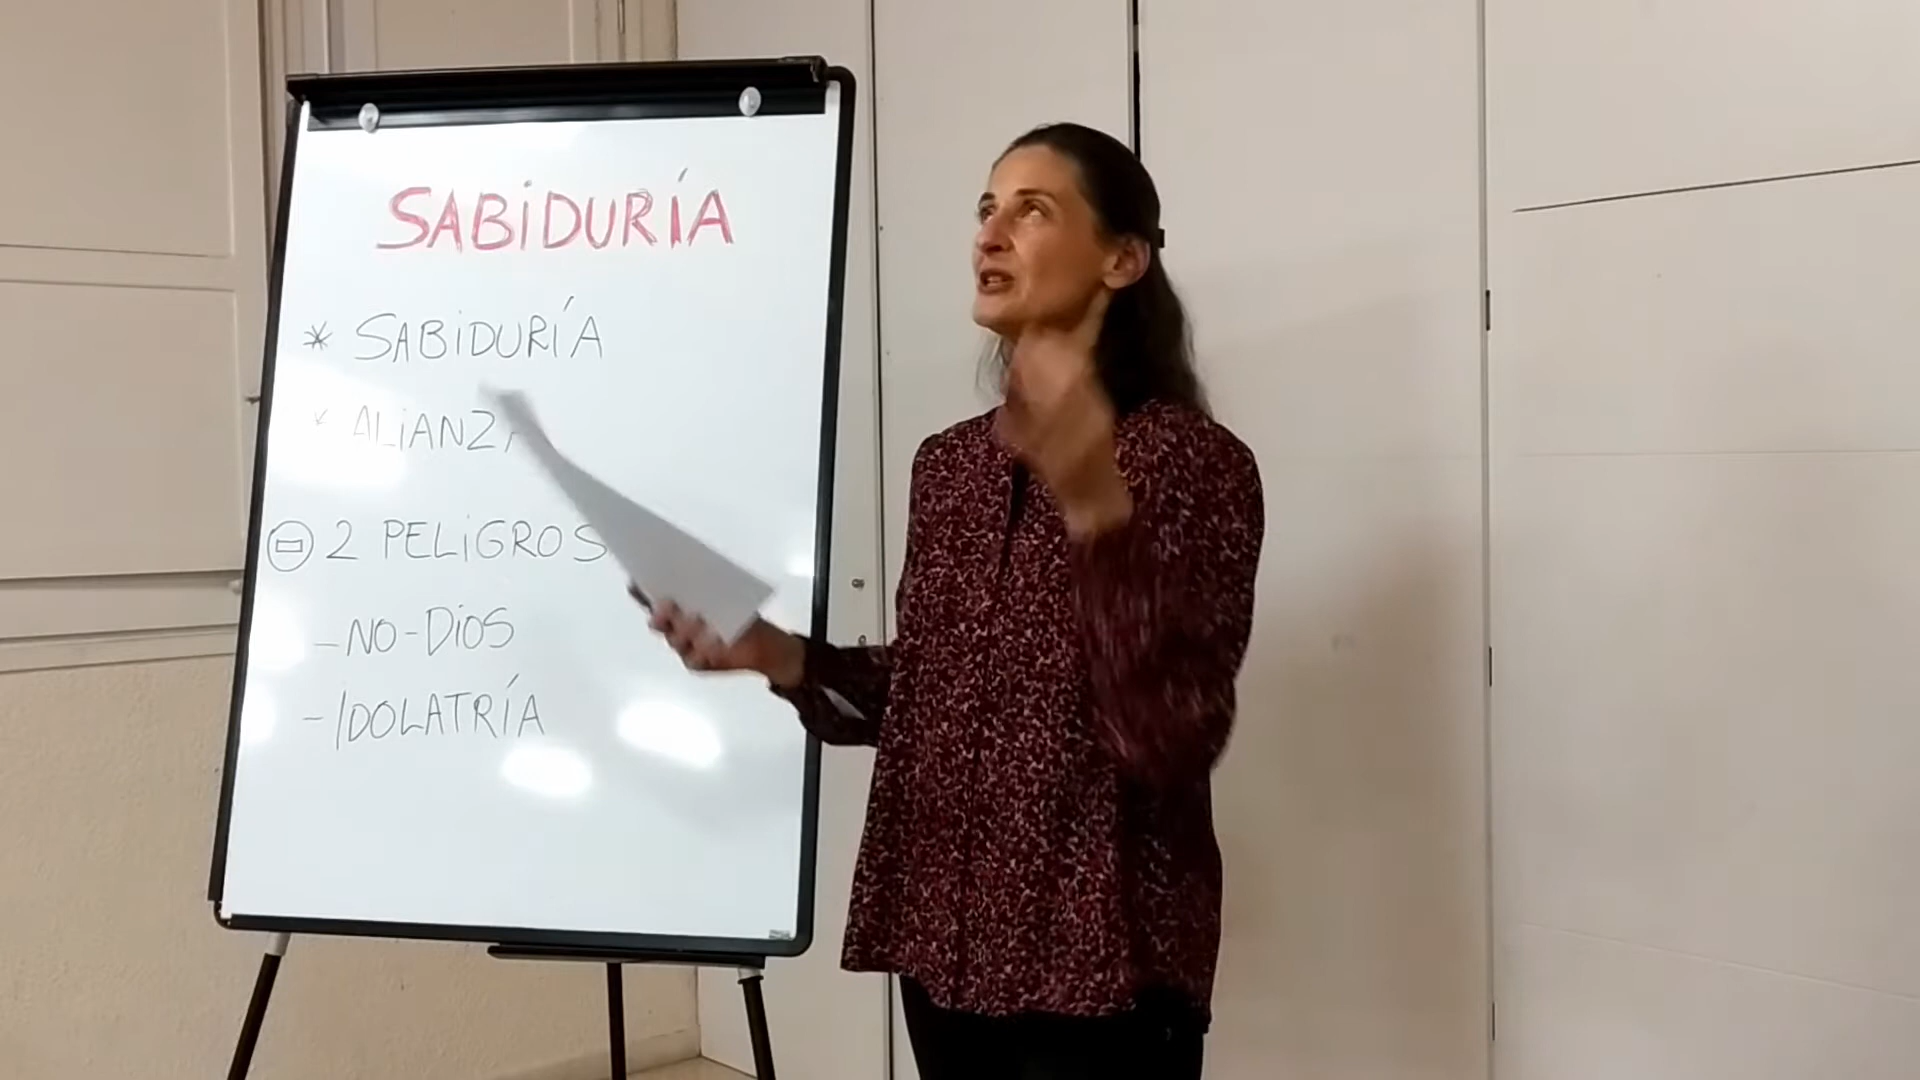 SABIDURÍA
* SABIDURÍA
* ALIANZA
⊖ 2 PELIGROS
- NO-DIOS
- IDOLATRÍA